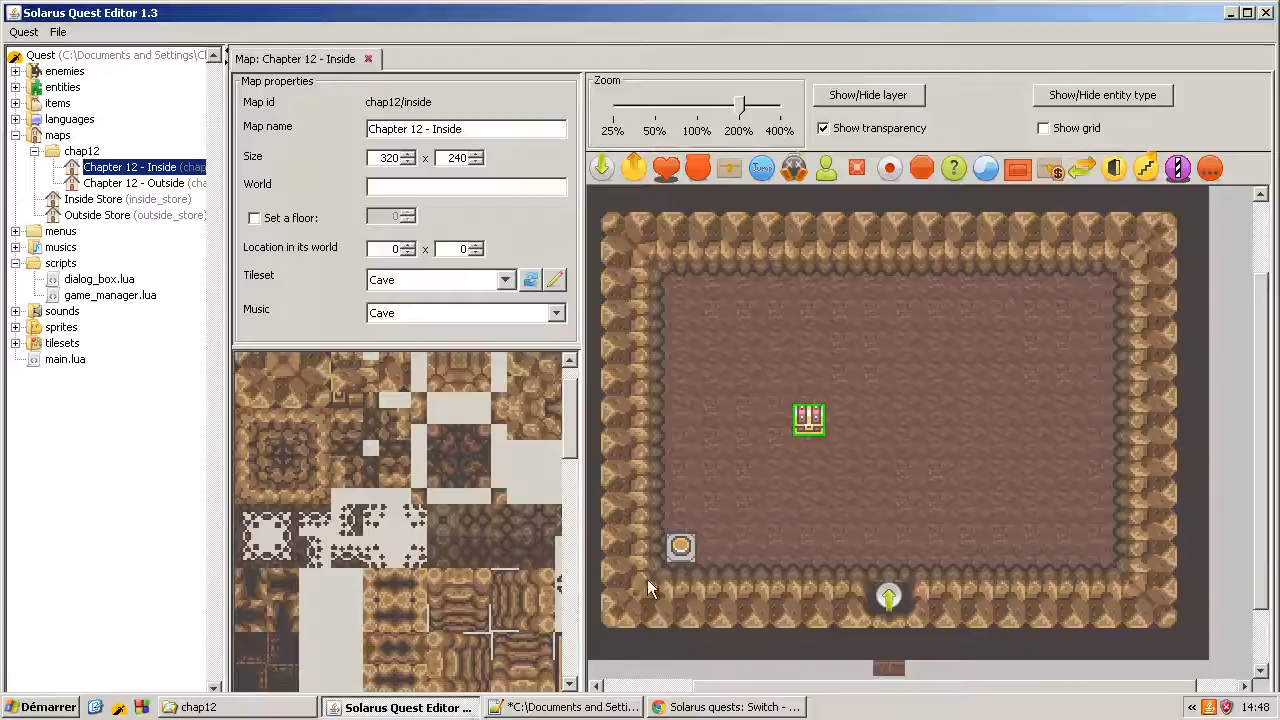 Solarus Quest Editor 1.3
Quest File
Quest (C:\Documents and Settings\Cl
enemies
entities
items
languages
maps
chap12
Chapter 12 - Inside (chap
Chapter 12 - Outside (cha
Inside Store (inside_store)
Outside Store (outside_store)
menus
musics
scripts
dialog_box.lua
game_manager.lua
sounds
sprites
tilesets
main.lua
Map: Chapter 12 - Inside
Map properties
Map id chap12/inside
Map name Chapter 12 - Inside
Size 320 x 240
World
Set a floor: 0
Location in its world 0 x 0
Tileset Cave
Music Cave
Zoom
25% 50% 100% 200% 400%
Show/Hide layer
Show/Hide entity type
Show transparency
Show grid
Jump
?
$
...
Démarrer
chap12
Solarus Quest Editor ...
*C:\Documents and Setti...
Solarus quests: Switch - ...
«
14:48